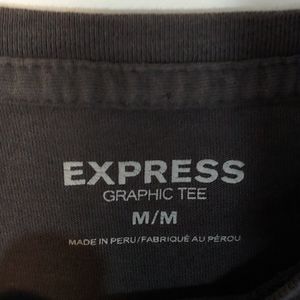 EXPRESS
GRAPHIC TEE
M/M
MADE IN PERU/FABRIQUÉ AU PÉROU